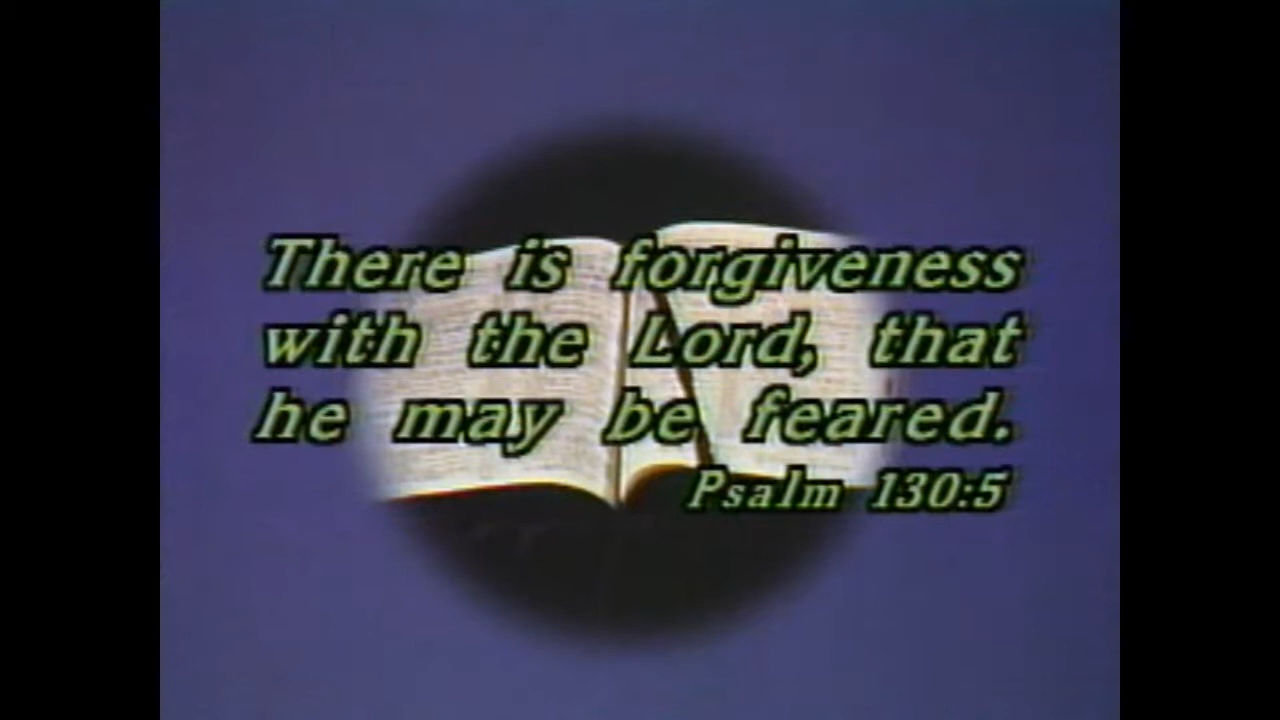 There is forgiveness
with the Lord, that
he may be feared.
Psalm 130:5